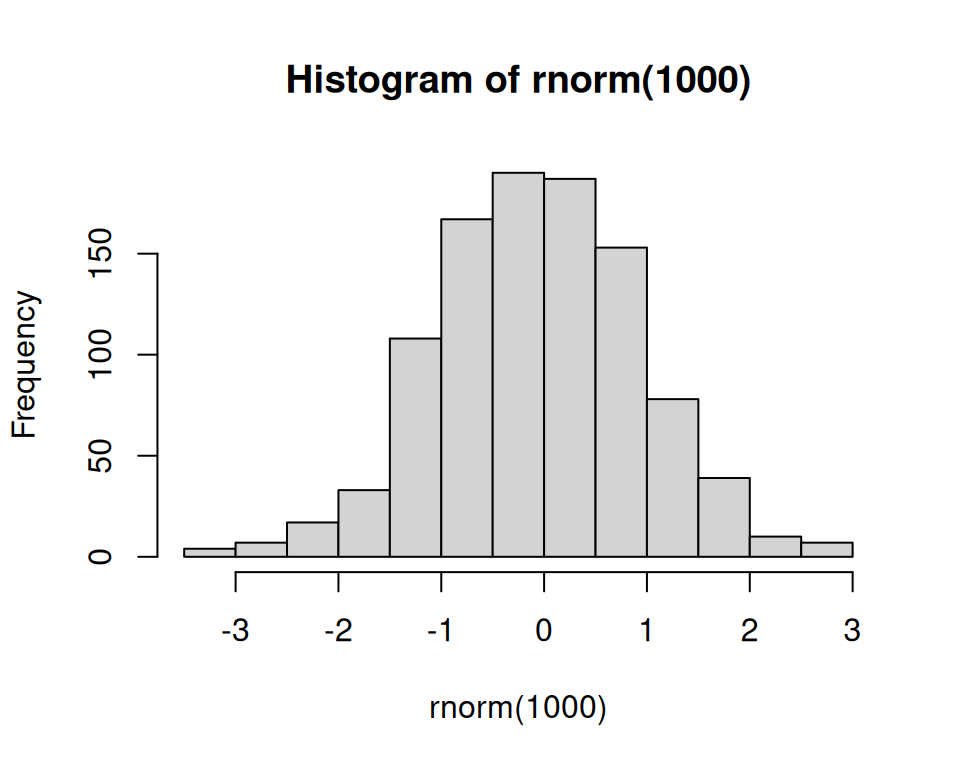 Histogram of rnorm(1000)
Frequency
150
100
50
0
-3 -2 -1 0 1 2 3
rnorm(1000)